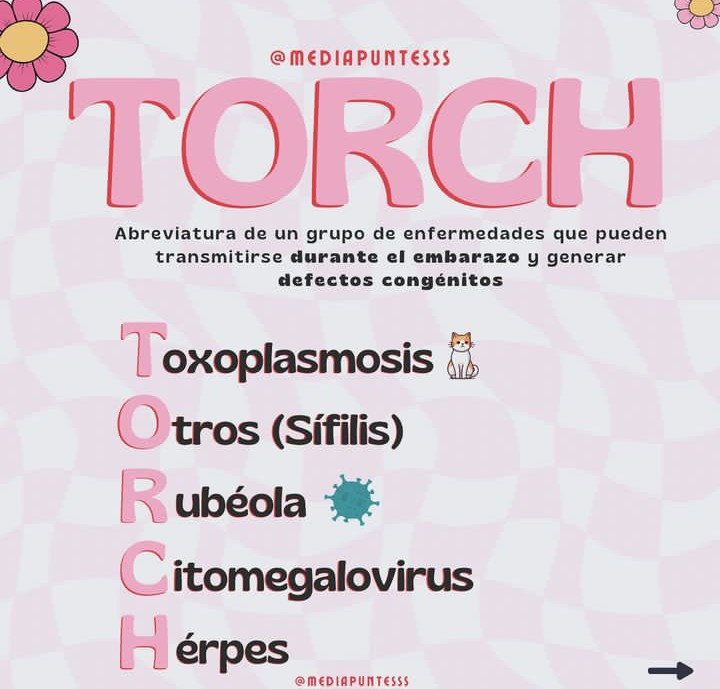 @MEDIAPUNTESSS
TORCH
Abreviatura de un grupo de enfermedades que pueden
transmitirse durante el embarazo y generar
defectos congénitos
Toxoplasmosis
Otros (Sífilis)
Rubéola
Citomegalovirus
Hérpes
@MEDIAPUNTESSS